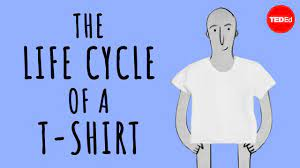 THE
LIFE CYCLE
OF A
T-SHIRT
TEDEd